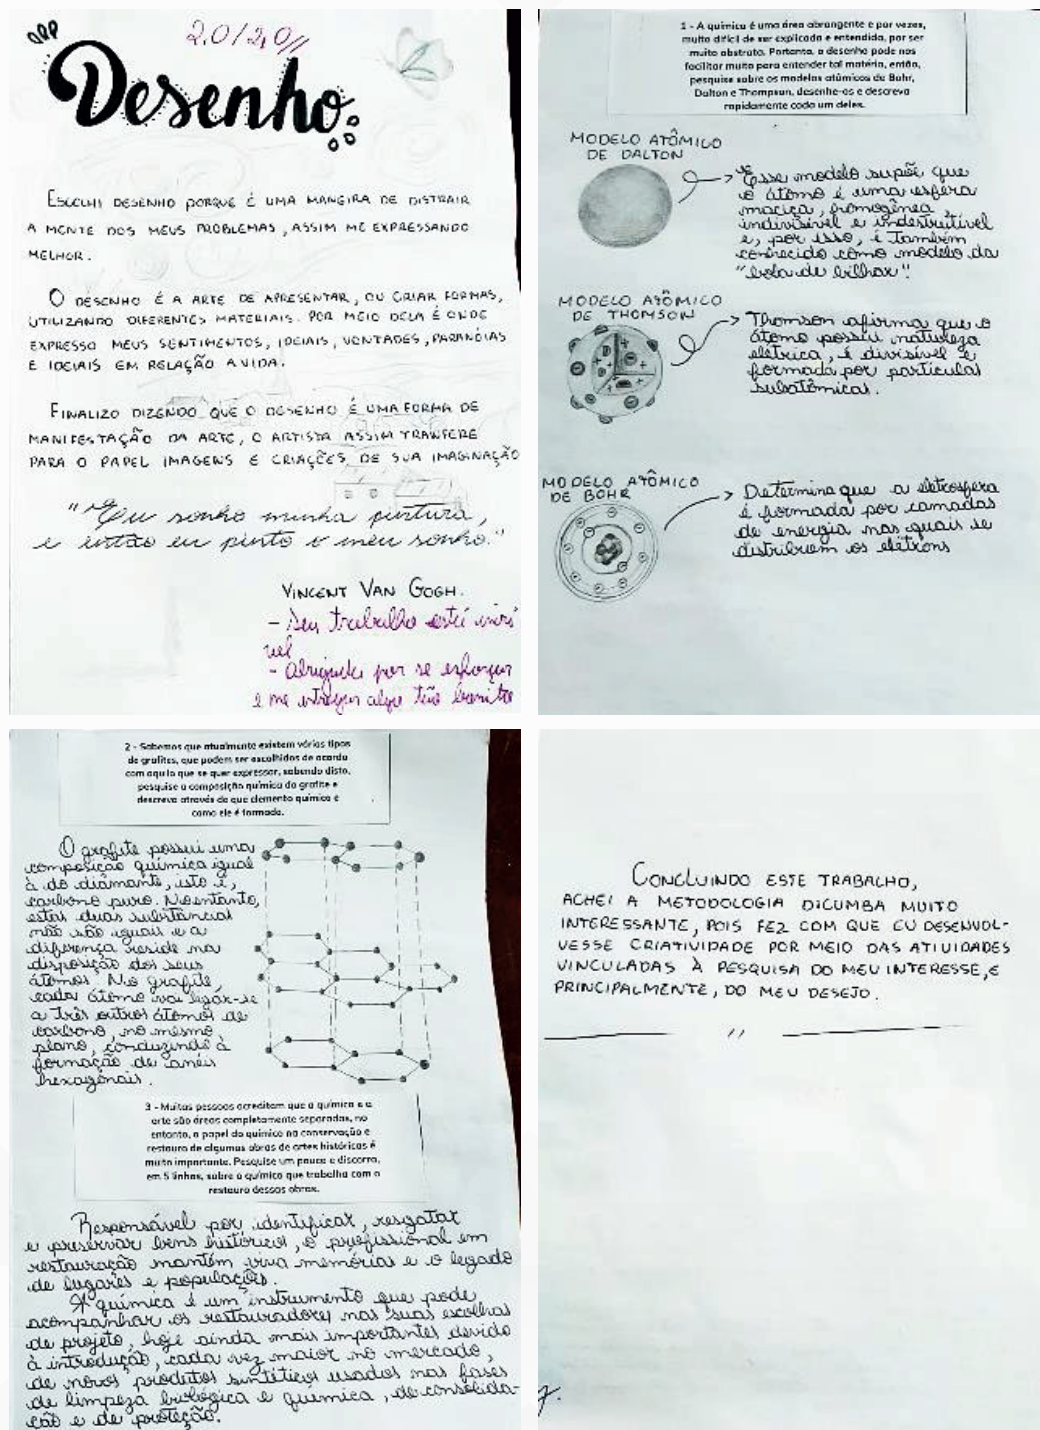 2.0/2,0//
Desenho.
ESCOLHI DESENHO PORQUE É UMA MANEIRA DE DISTRAIR
A MENTE DOS MEUS PROBLEMAS, ASSIM ME EXPRESSANDO
MELHOR.
O DESENHO É A ARTE DE APRESENTAR, OU CRIAR FORMAS,
UTILIZANDO DIFERENTES MATERIAIS. POR MEIO DELA É ONDE
EXPRESSO MEUS SENTIMENTOS, IDEIAIS, VONTADES, PARANÓIAS
E IDEIAIS EM RELAÇÃO A VIDA.
FINALIZO DIZENDO QUE O DESENHO É UMA FORMA DE
MANIFESTAÇÃO DA ARTE, O ARTISTA ASSIM TRANFERE
PARA O PAPEL IMAGENS E CRIAÇÕES DE SUA IMAGINAÇÃO
"Eu sonho minha pintura,
e então eu pinto o meu sonho."
VINCENT VAN GOGH.
- Seu trabalho está incrí
vel
- Obrigada por se esforçar
e me entregar algo tão bonito
1 - A química é uma área abrangente e por vezes,
muito difícil de ser explicada e entendida, por ser
muito abstrata. Portanto, o desenho pode nos
facilitar muito para entender tal matéria, então,
pesquise sobre os modelos atômicos de Bohr,
Dalton e Thompson, desenhe-os e descreva
rapidamente cada um deles.
MODELO ATÔMICO
DE DALTON
Esse modelo supõe que
o átomo é uma esfera
maciça, homogênea,
indivisível e indestrutível
e, por isso, é também
conhecido como modelo da
"bola de bilhar".
MODELO ATÔMICO
DE THOMSON
Thomson afirma que o
átomo possui natureza
elétrica, é divisível e
formada por partículas
subatômicas.
MODELO ATÔMICO
DE BOHR
Determina que a eletrosfera
é formada por camadas
de energia nas quais se
distribuem os elétrons
2 - Sabemos que atualmente existem vários tipos
de grafites, que podem ser escolhidos de acordo
com aquilo que se quer expressar, sabendo disto,
pesquise a composição química do grafite e
descreva através de que elemento químico é
como ele é formado.
O grafite possui uma
composição química igual
à do diamante, isto é,
carbono puro. No entanto,
estas duas substâncias
não são iguais e a
diferença reside na
disposição dos seus
átomos. No grafite,
cada átomo vai ligar-se
a três outros átomos de
carbono, no mesmo
plano, conduzindo à
formação de anéis
hexagonais.
3 - Muitas pessoas acreditam que a química e a
arte são áreas completamente separadas, no
entanto, o papel do químico na conservação e
restauro de algumas obras de artes históricas é
muito importante. Pesquise um pouco e discorra,
em 5 linhas, sobre o químico que trabalha com o
restauro dessas obras.
Responsável por identificar, resgatar
e preservar bens históricos, o profissional em
restauração mantém viva memórias e o legado
de lugares e populações.
A química é um instrumento que pode
acompanhar os restauradores nas suas escolhas
de projeto, hoje ainda mais importantes devido
à introdução, cada vez maior no mercado,
de novos produtos sintéticos usados nas fases
de limpeza biológica e química, de consolida-
ção e de proteção.
CONCLUINDO ESTE TRABALHO,
ACHEI A METODOLOGIA DICUMBA MUITO
INTERESSANTE, POIS FEZ COM QUE EU DESENVOL-
VESSE CRIATIVIDADE POR MEIO DAS ATIVIDADES
VINCULADAS À PESQUISA DO MEU INTERESSE, E
PRINCIPALMENTE, DO MEU DESEJO.